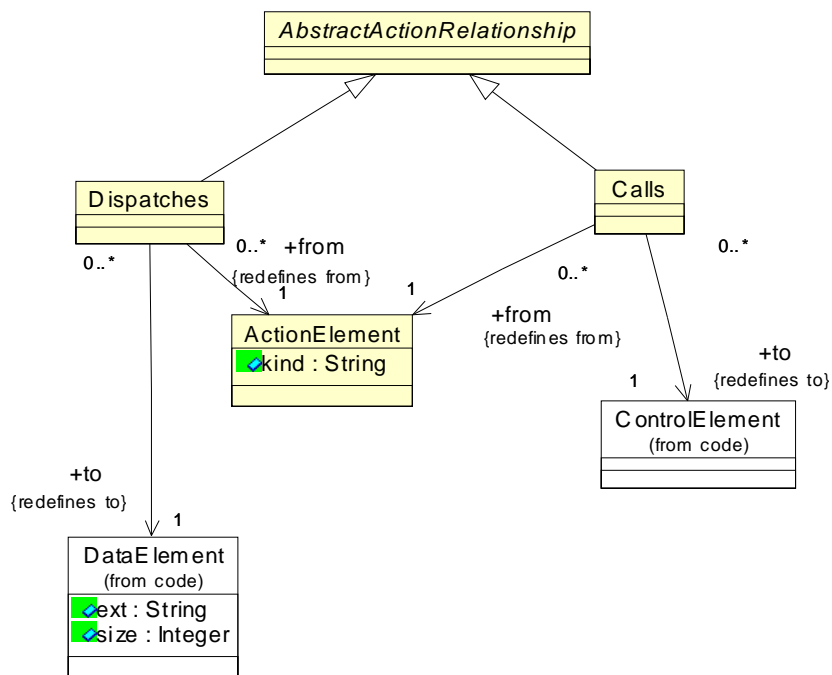 AbstractActionRelationship
Dispatches
Calls
0..*
0..*
+from
{redefines from}
1
0..*
0..*
1
+from
{redefines from}
ActionElement
kind : String
+to
{redefines to}
1
ControlElement
(from code)
+to
{redefines to}
1
DataElement
(from code)
ext : String
size : Integer